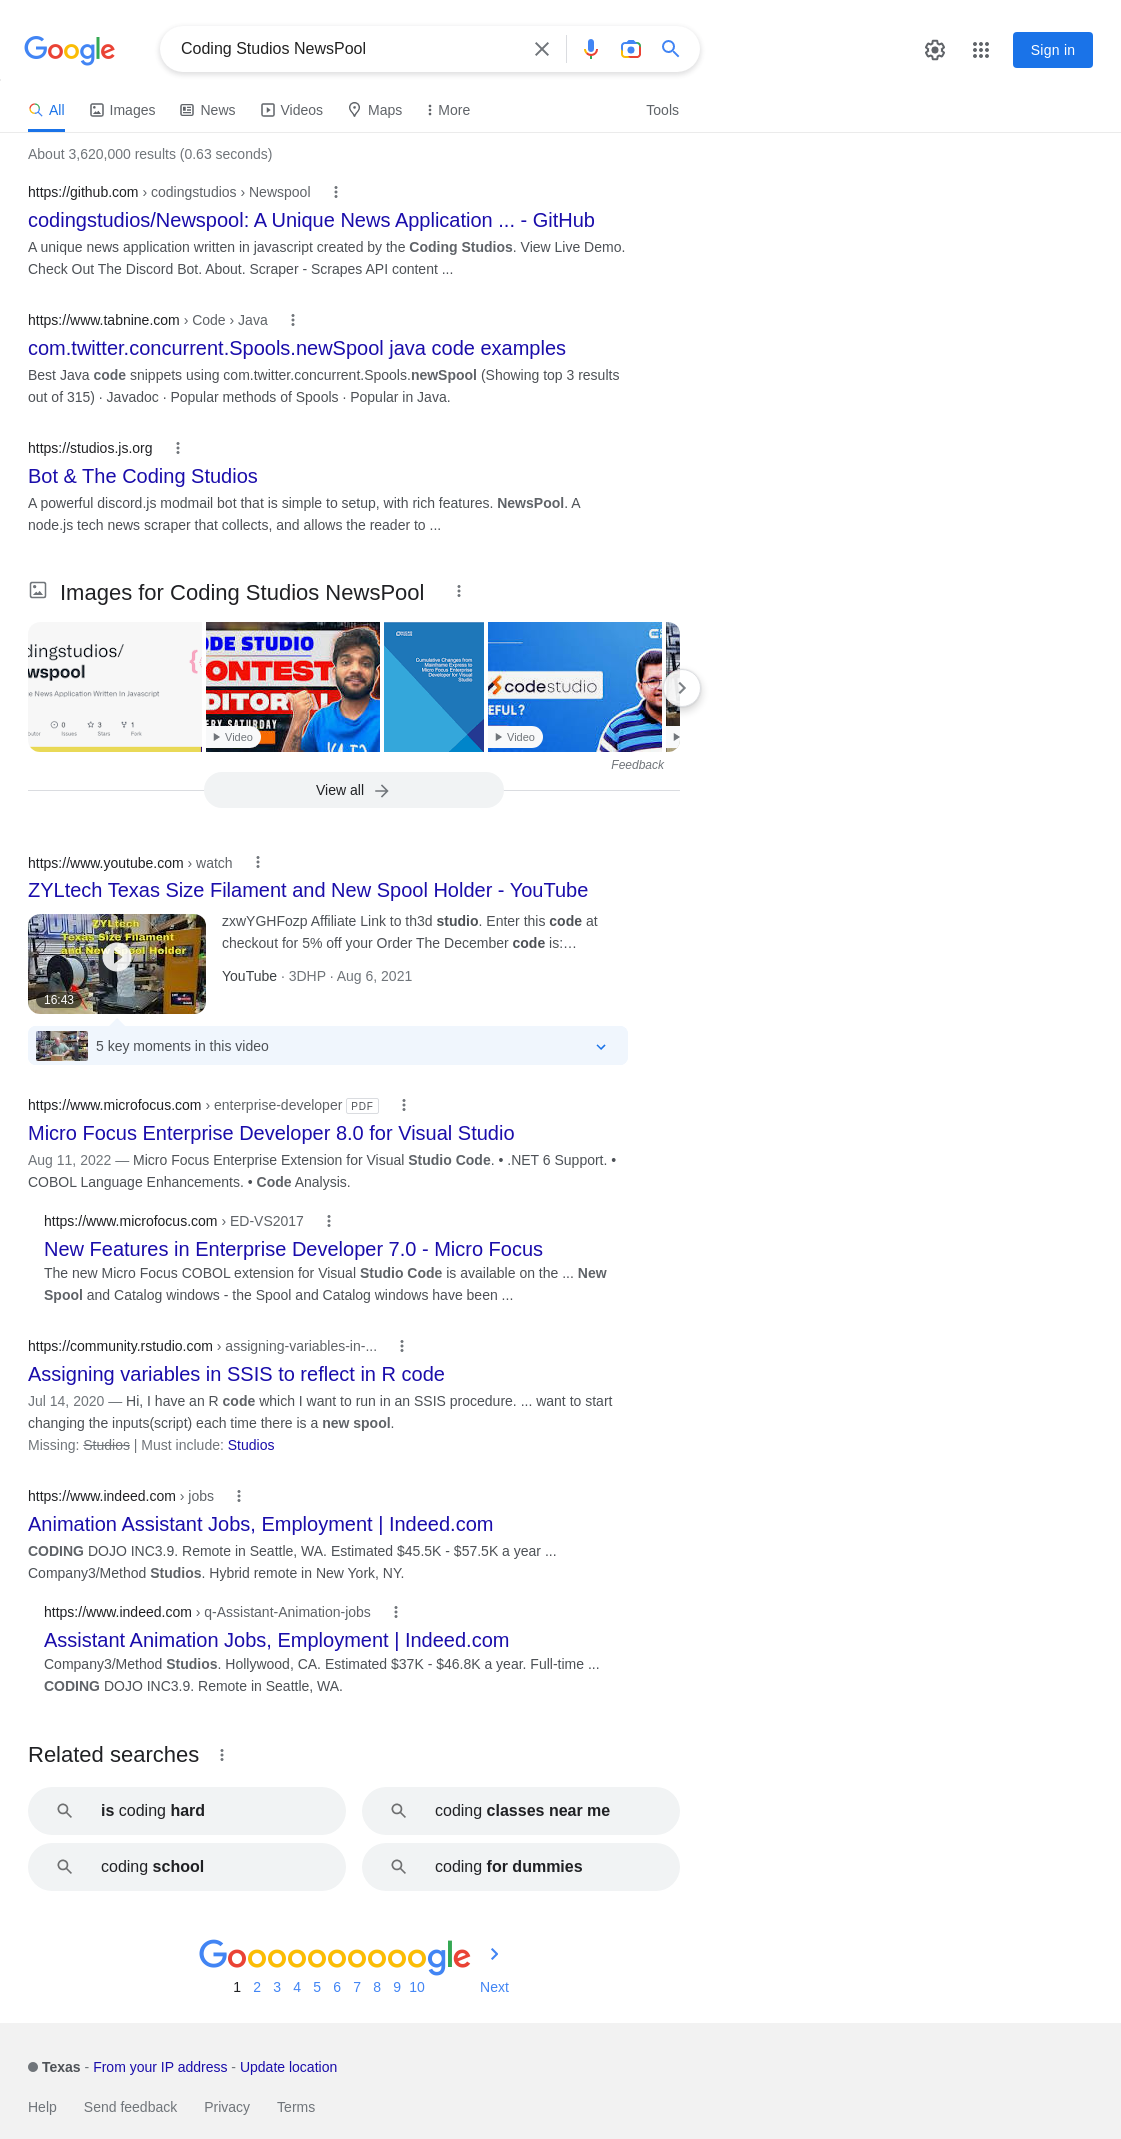 Google
Coding Studios NewsPool
Sign in
All Images News Videos Maps More Tools
About 3,620,000 results (0.63 seconds)
https://github.com › codingstudios › Newspool
codingstudios/Newspool: A Unique News Application ... - GitHub
A unique news application written in javascript created by the Coding Studios. View Live Demo.
Check Out The Discord Bot. About. Scraper - Scrapes API content ...
https://www.tabnine.com › Code › Java
com.twitter.concurrent.Spools.newSpool java code examples
Best Java code snippets using com.twitter.concurrent.Spools.newSpool (Showing top 3 results
out of 315) · Javadoc · Popular methods of Spools · Popular in Java.
https://studios.js.org
Bot & The Coding Studios
A powerful discord.js modmail bot that is simple to setup, with rich features. NewsPool. A
node.js tech news scraper that collects, and allows the reader to ...
Images for Coding Studios NewsPool
dingstudios/
wspool
e News Application Written In Javascript
0 3 1
Issues Stars Fork
ODE STUDIO
ONTEST
DITORIAL
ERY SATURDAY
Video
Cumulative Changes from
Mainframe Express to
Micro Focus Enterprise
Developer for Visual
Studio
codestudio
EFUL?
Video
Feedback
View all
https://www.youtube.com › watch
ZYLtech Texas Size Filament and New Spool Holder - YouTube
ZYLtech
Texas Size Filament
and New Spool Holder
16:43
zxwYGHFozp Affiliate Link to th3d studio. Enter this code at
checkout for 5% off your Order The December code is:…
YouTube · 3DHP · Aug 6, 2021
5 key moments in this video
https://www.microfocus.com › enterprise-developer PDF
Micro Focus Enterprise Developer 8.0 for Visual Studio
Aug 11, 2022 — Micro Focus Enterprise Extension for Visual Studio Code. • .NET 6 Support. •
COBOL Language Enhancements. • Code Analysis.
https://www.microfocus.com › ED-VS2017
New Features in Enterprise Developer 7.0 - Micro Focus
The new Micro Focus COBOL extension for Visual Studio Code is available on the ... New
Spool and Catalog windows - the Spool and Catalog windows have been ...
https://community.rstudio.com › assigning-variables-in-...
Assigning variables in SSIS to reflect in R code
Jul 14, 2020 — Hi, I have an R code which I want to run in an SSIS procedure. ... want to start
changing the inputs(script) each time there is a new spool.
Missing: Studios | Must include: Studios
https://www.indeed.com › jobs
Animation Assistant Jobs, Employment | Indeed.com
CODING DOJO INC3.9. Remote in Seattle, WA. Estimated $45.5K - $57.5K a year ...
Company3/Method Studios. Hybrid remote in New York, NY.
https://www.indeed.com › q-Assistant-Animation-jobs
Assistant Animation Jobs, Employment | Indeed.com
Company3/Method Studios. Hollywood, CA. Estimated $37K - $46.8K a year. Full-time ...
CODING DOJO INC3.9. Remote in Seattle, WA.
Related searches
is coding hard
coding classes near me
coding school
coding for dummies
Goooooooooogle
1 2 3 4 5 6 7 8 9 10 Next
Texas - From your IP address - Update location
Help Send feedback Privacy Terms